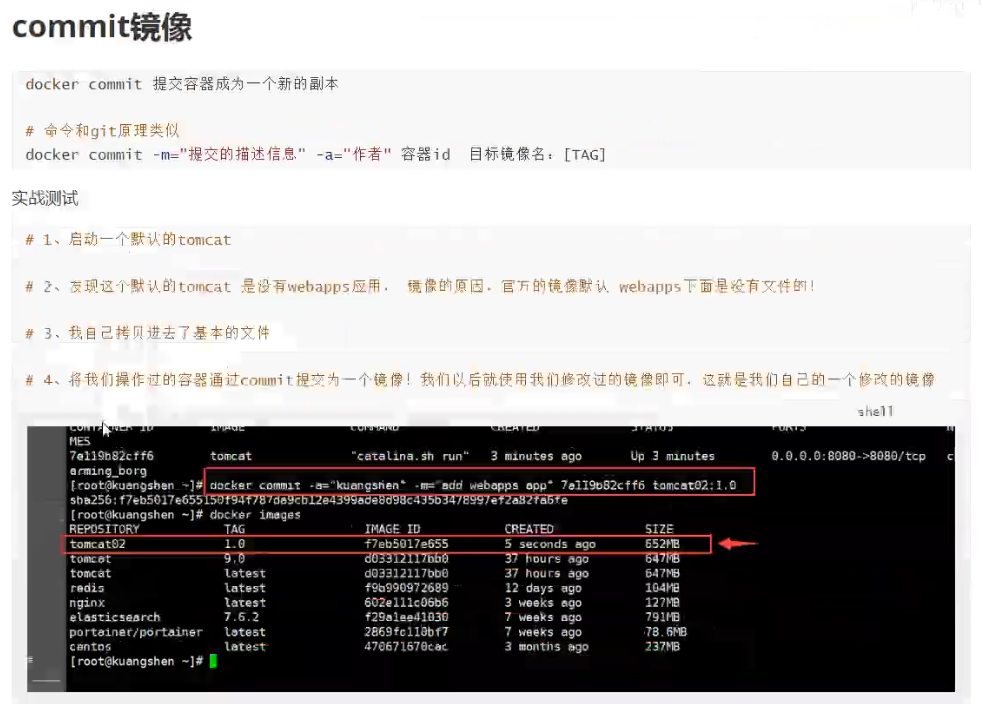 commit镜像
docker commit 提交容器成为一个新的副本
# 命令和git原理类似
docker commit -m="提交的描述信息" -a="作者" 容器id 目标镜像名：[TAG]
实战测试
# 1、启动一个默认的tomcat
# 2、发现这个默认的tomcat 是没有webapps应用， 镜像的原因，官方的镜像默认 webapps下面是没有文件的！
# 3、我自己拷贝进去了基本的文件
# 4、将我们操作过的容器通过commit提交为一个镜像！我们以后就使用我们修改过的镜像即可，这就是我们自己的一个修改的镜像
shell
CONTAINER ID IMAGE COMMAND CREATED STATUS PORTS
MES
7e119b82cff6 tomcat "catalina.sh run" 3 minutes ago Up 3 minutes 0.0.0.0:8080->8080/tcp c
arming_borg
[root@kuangshen ~]# docker commit -a="kuangshen" -m="add webapps app" 7e119b82cff6 tomcat02:1.0
[root@kuangshen ~]# docker images
REPOSITORY TAG IMAGE ID CREATED SIZE
tomcat02 1.0 f7eb5017e655 5 seconds ago 652MB
tomcat 9.0 d03312117bb0 37 hours ago 647MB
tomcat latest d03312117bb0 37 hours ago 647MB
redis latest f9b990972689 12 days ago 104MB
nginx latest 602e111c06b6 3 weeks ago 127MB
elasticsearch 7.6.2 f29a1ee41030 7 weeks ago 791MB
portainer/portainer latest 2869fc110bf7 7 weeks ago 78.6MB
centos latest 470671670cac 3 months ago 237MB
[root@kuangshen ~]#